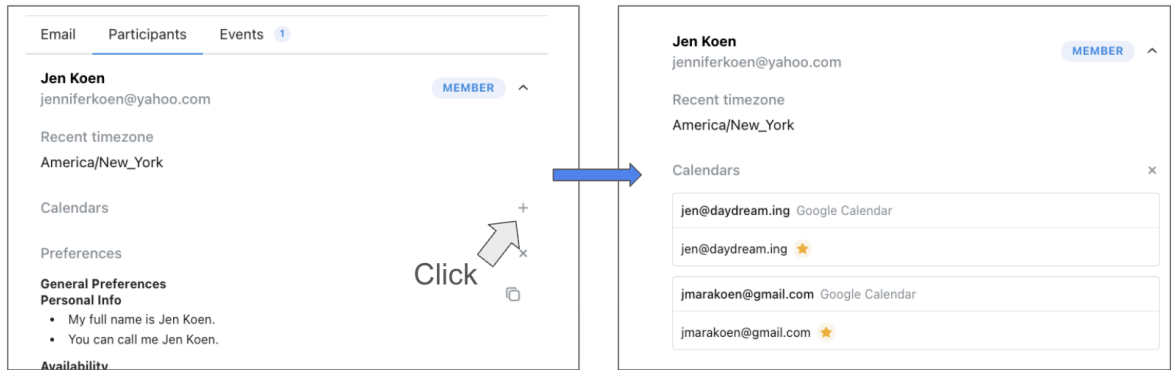 Email Participants Events 1
Jen Koen
jenniferkoen@yahoo.com
MEMBER
Recent timezone
America/New_York
Calendars
Preferences
Click
General Preferences
Personal Info
• My full name is Jen Koen.
• You can call me Jen Koen.
Availability
Jen Koen
jenniferkoen@yahoo.com
MEMBER
Recent timezone
America/New_York
Calendars
jen@daydream.ing Google Calendar
jen@daydream.ing
jmarakoen@gmail.com Google Calendar
jmarakoen@gmail.com